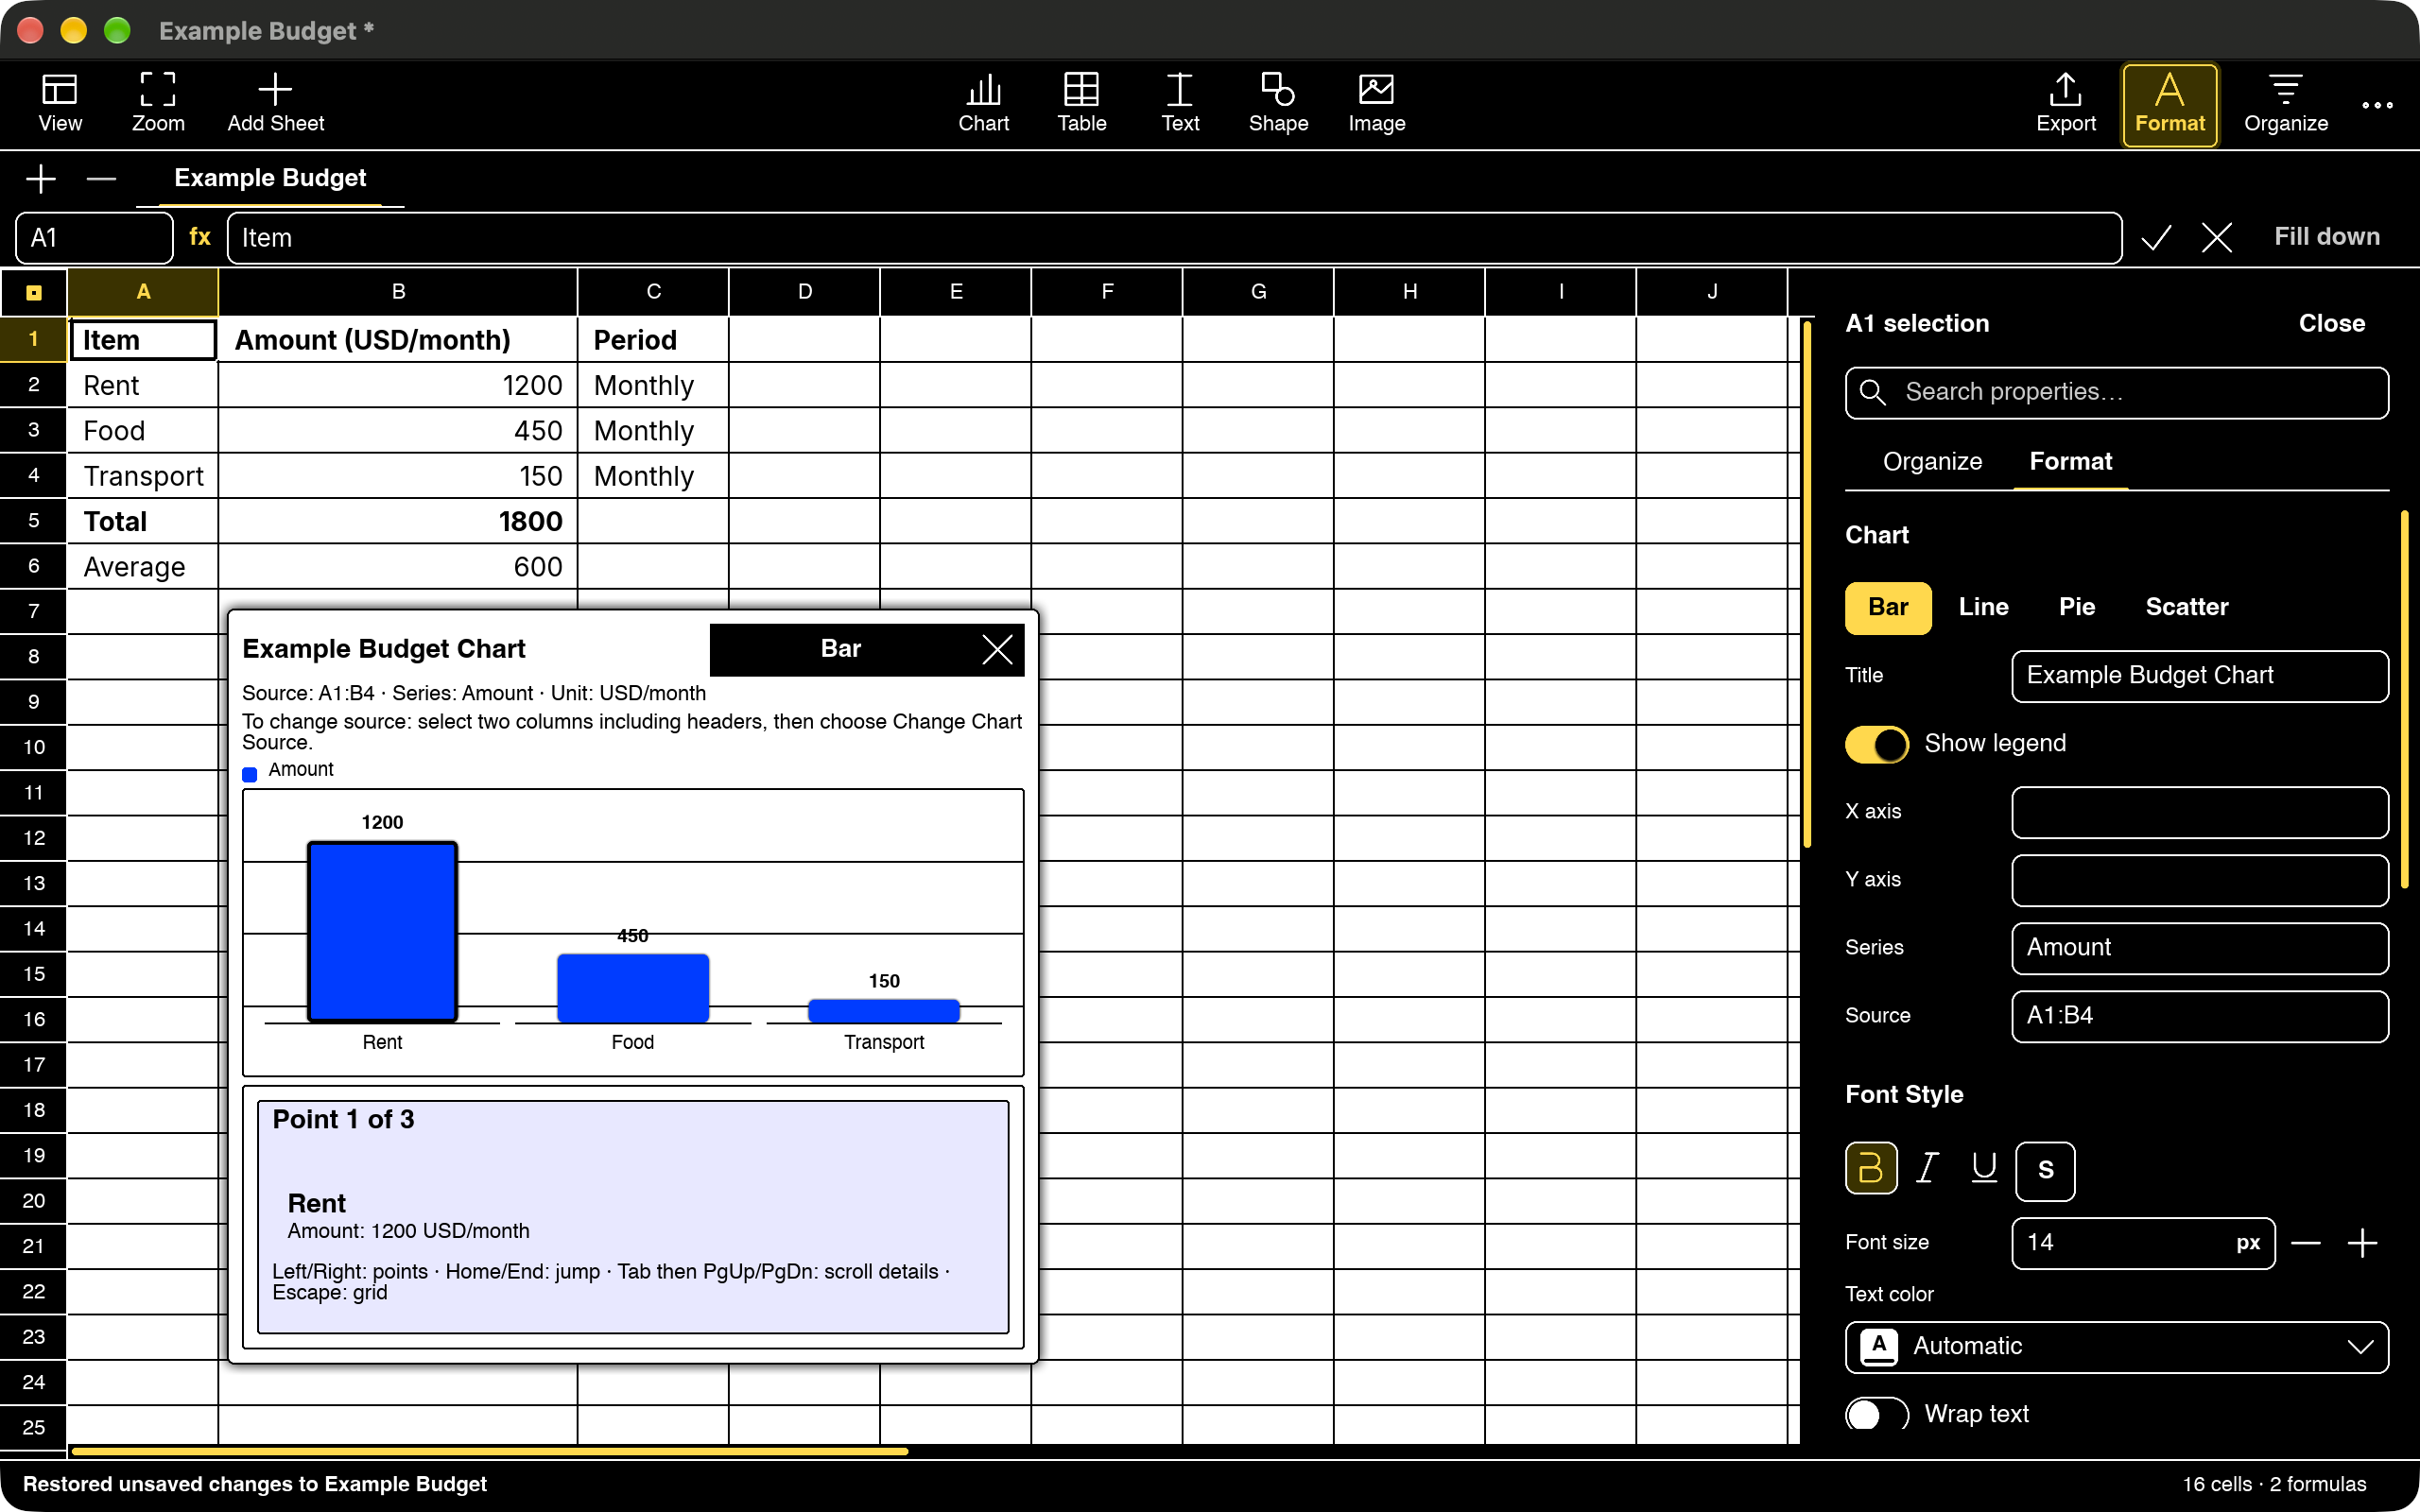 Example Budget *
View
Zoom
Add Sheet
Chart
Table
Text
Shape
Image
Export
Format
Organize
Example Budget
A1
fx
Item
Fill down
A B C D E F G H I J
1 Item Amount (USD/month) Period
2 Rent 1200 Monthly
3 Food 450 Monthly
4 Transport 150 Monthly
5 Total 1800
6 Average 600
7
8
9
10
11
12
13
14
15
16
17
18
19
20
21
22
23
24
25
Example Budget Chart
Bar
Source: A1:B4 · Series: Amount · Unit: USD/month
To change source: select two columns including headers, then choose Change Chart
Source.
Amount
1200
450
150
Rent
Food
Transport
Point 1 of 3
Rent
Amount: 1200 USD/month
Left/Right: points · Home/End: jump · Tab then PgUp/PgDn: scroll details ·
Escape: grid
A1 selection
Close
Search properties…
Organize
Format
Chart
Bar
Line
Pie
Scatter
Title
Example Budget Chart
Show legend
X axis
Y axis
Series
Amount
Source
A1:B4
Font Style
B
I
U
S
Font size
14
px
Text color
A
Automatic
Wrap text
Restored unsaved changes to Example Budget
16 cells · 2 formulas